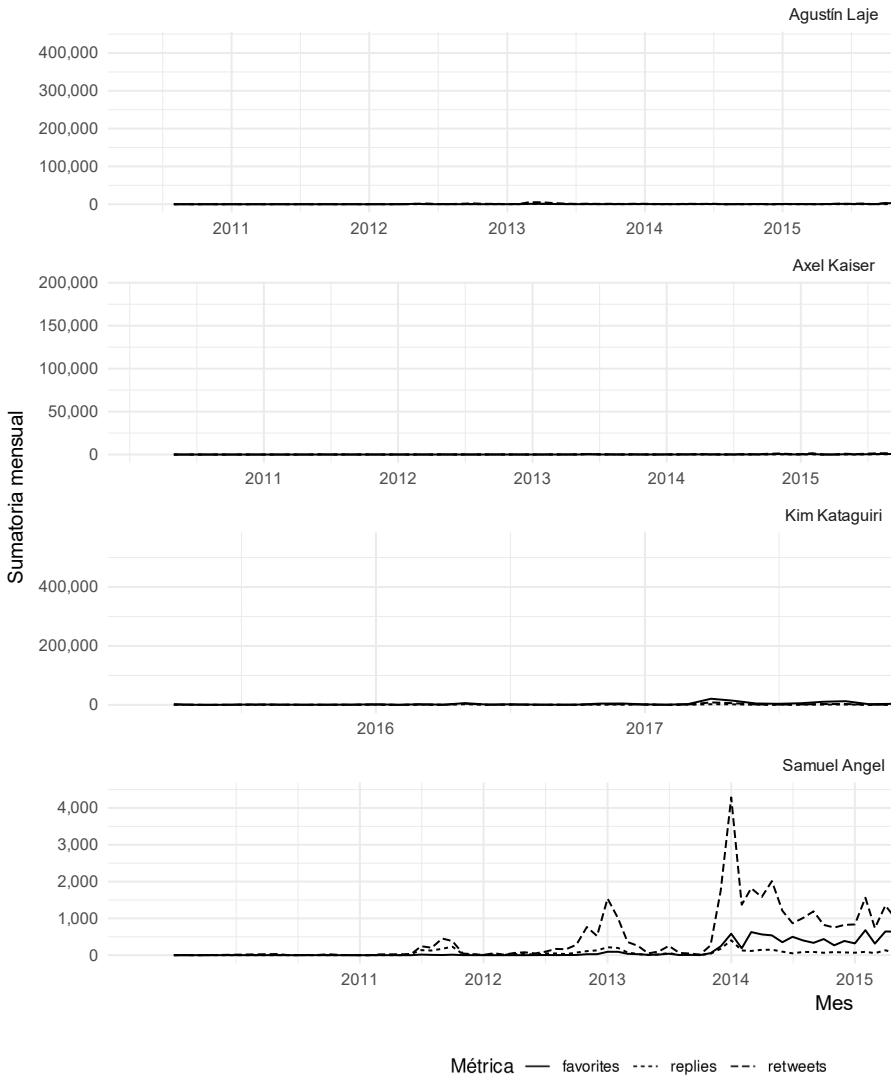 Agustín Laje
400,000
300,000
200,000
100,000
0
2011 2012 2013 2014 2015
Axel Kaiser
200,000
150,000
100,000
50,000
0
2011 2012 2013 2014 2015
Sumatoria mensual
Kim Kataguiri
400,000
200,000
0
2016 2017
Samuel Angel
4,000
3,000
2,000
1,000
0
2011 2012 2013 2014 2015
Mes
Métrica favorites replies retweets